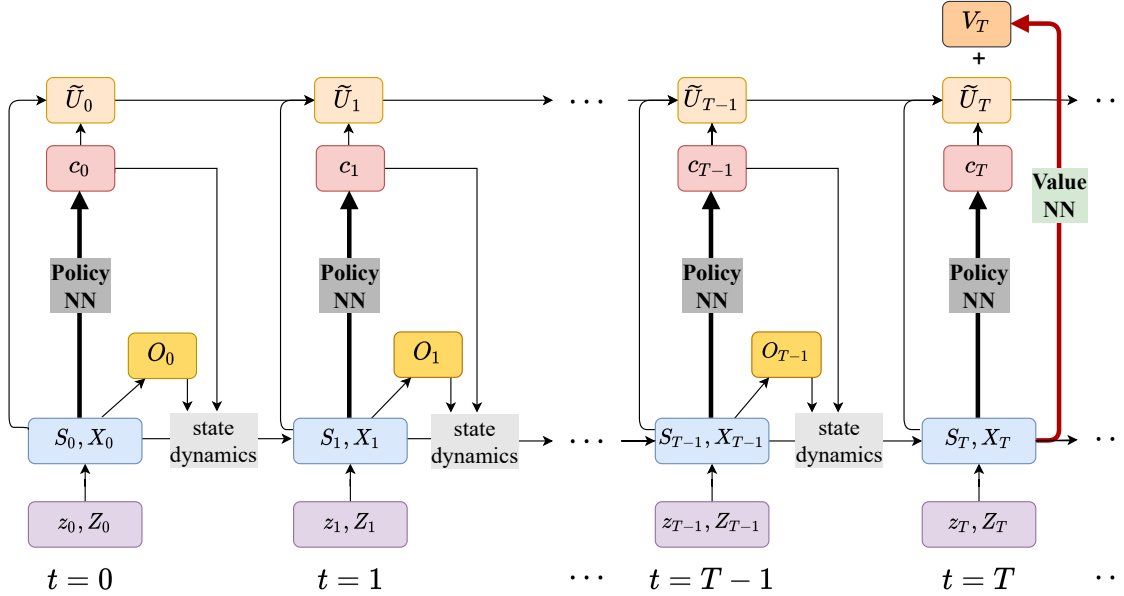 V_T
+
Ũ_0 Ũ_1 ··· Ũ_{T−1} Ũ_T ··
c_0 c_1 c_{T−1} c_T
Value
NN
Policy
NN
Policy
NN
Policy
NN
Policy
NN
O_0 O_1 O_{T−1}
S_0, X_0
state
dynamics
S_1, X_1
state
dynamics
···
S_{T−1}, X_{T−1}
state
dynamics
S_T, X_T
··
z_0, Z_0 z_1, Z_1 z_{T−1}, Z_{T−1} z_T, Z_T
t = 0 t = 1 ··· t = T − 1 t = T ··